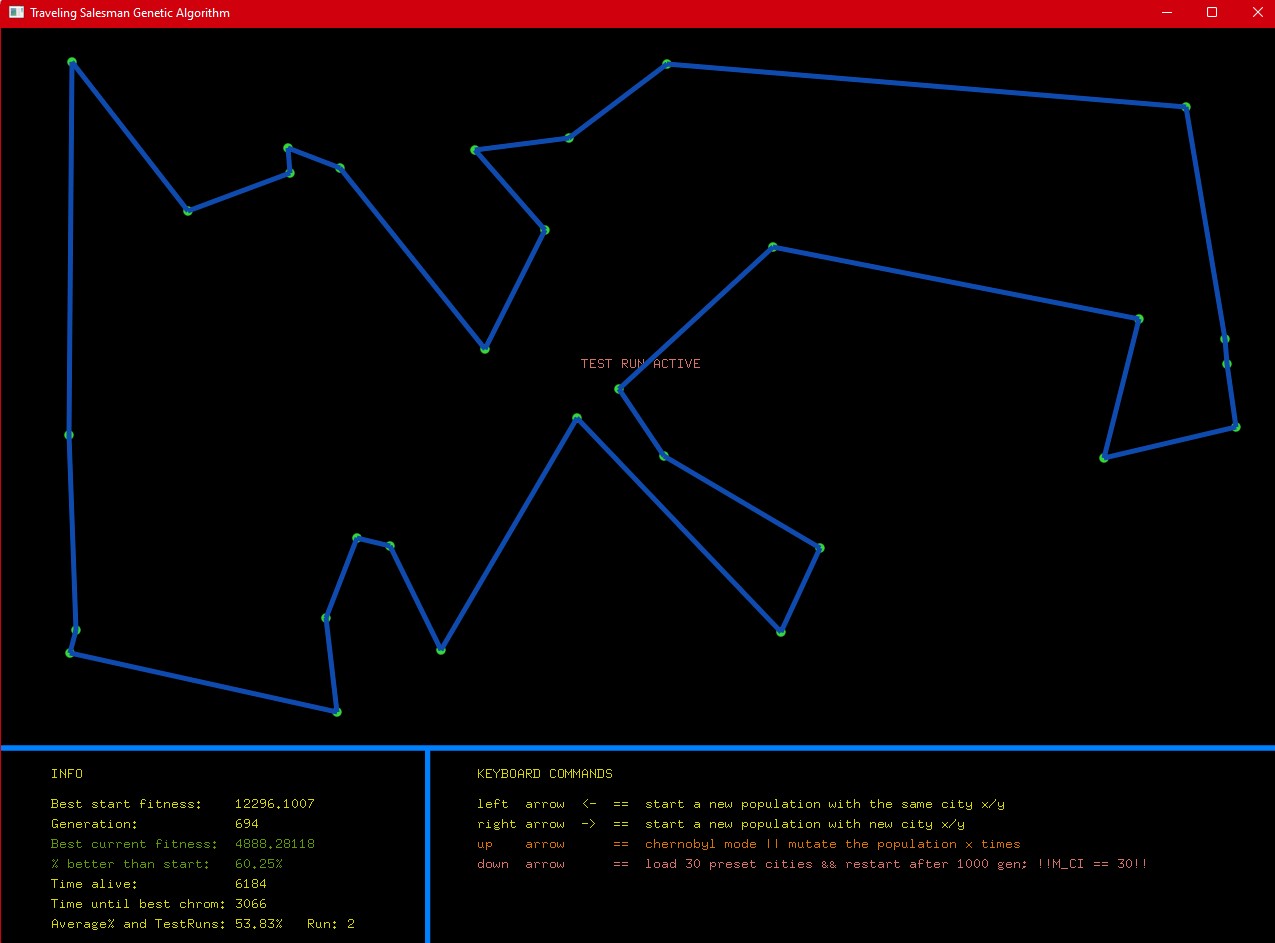 Traveling Salesman Genetic Algorithm
TEST RUN ACTIVE
INFO
Best start fitness: 12296.1007
Generation: 694
Best current fitness: 4888.28118
% better than start: 60.25%
Time alive: 6184
Time until best chrom: 3066
Average% and TestRuns: 53.83% Run: 2
KEYBOARD COMMANDS
left arrow <- == start a new population with the same city x/y
right arrow -> == start a new population with new city x/y
up arrow == chernobyl mode || mutate the population x times
down arrow == load 30 preset cities && restart after 1000 gen; !!M_CI == 30!!